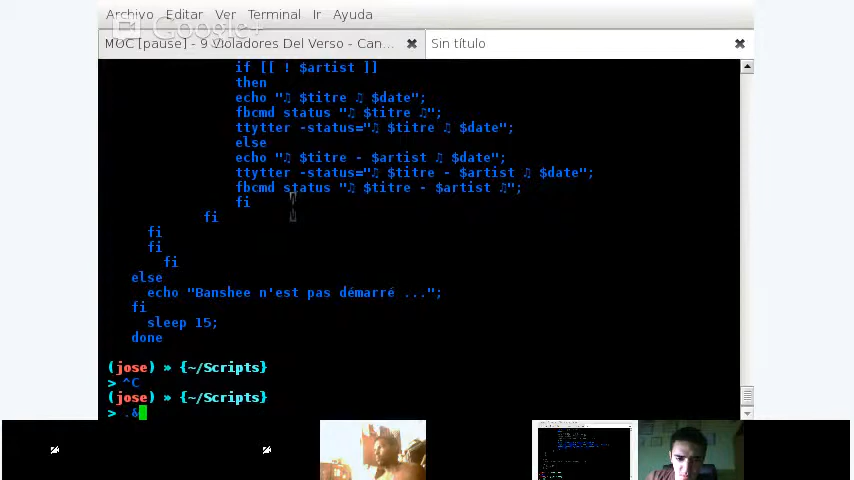 Archivo Editar Ver Terminal Ir Ayuda
Google+
MOC [pause] - 9 Violadores Del Verso - Can... ✖ Sin título ✖
if [[ ! $artist ]]
then
echo "♫ $titre ♫ $date";
fbcmd status "♫ $titre ♫";
ttytter -status="♫ $titre ♫ $date";
else
echo "♫ $titre - $artist ♫ $date";
ttytter -status="♫ $titre - $artist ♫ $date";
fbcmd status "♫ $titre - $artist ♫";
fi
fi
fi
fi
fi
else
echo "Banshee n'est pas démarré ...";
fi
sleep 15;
done
(jose) » {~/Scripts}
> ^C
(jose) » {~/Scripts}
> .&